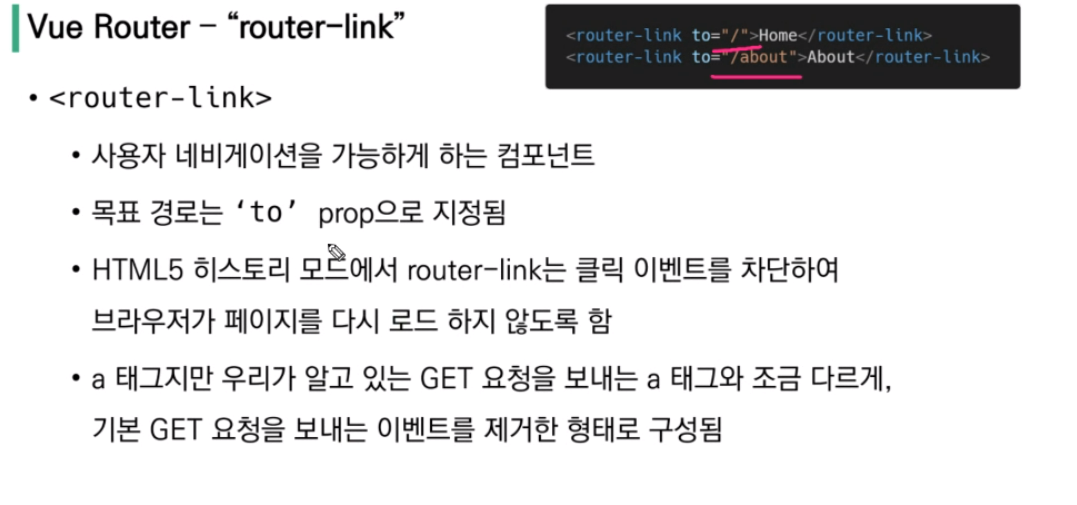 Vue Router – “router-link”
<router-link to="/">Home</router-link>
<router-link to="/about">About</router-link>
• <router-link>
• 사용자 네비게이션을 가능하게 하는 컴포넌트
• 목표 경로는 ‘to’ prop으로 지정됨
• HTML5 히스토리 모드에서 router-link는 클릭 이벤트를 차단하여
브라우저가 페이지를 다시 로드 하지 않도록 함
• a 태그지만 우리가 알고 있는 GET 요청을 보내는 a 태그와 조금 다르게,
기본 GET 요청을 보내는 이벤트를 제거한 형태로 구성됨